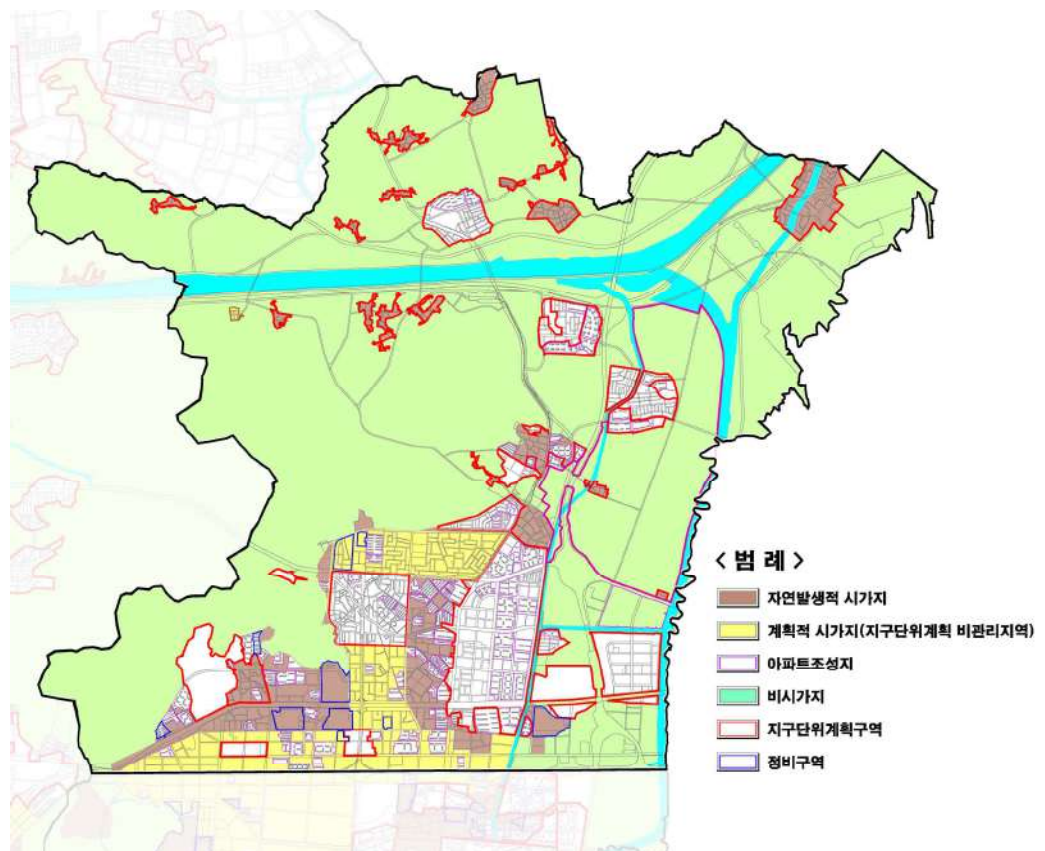 < 범 례 >
자연발생적 시가지
계획적 시가지(지구단위계획 비관리지역)
아파트조성지
비시가지
지구단위계획구역
정비구역